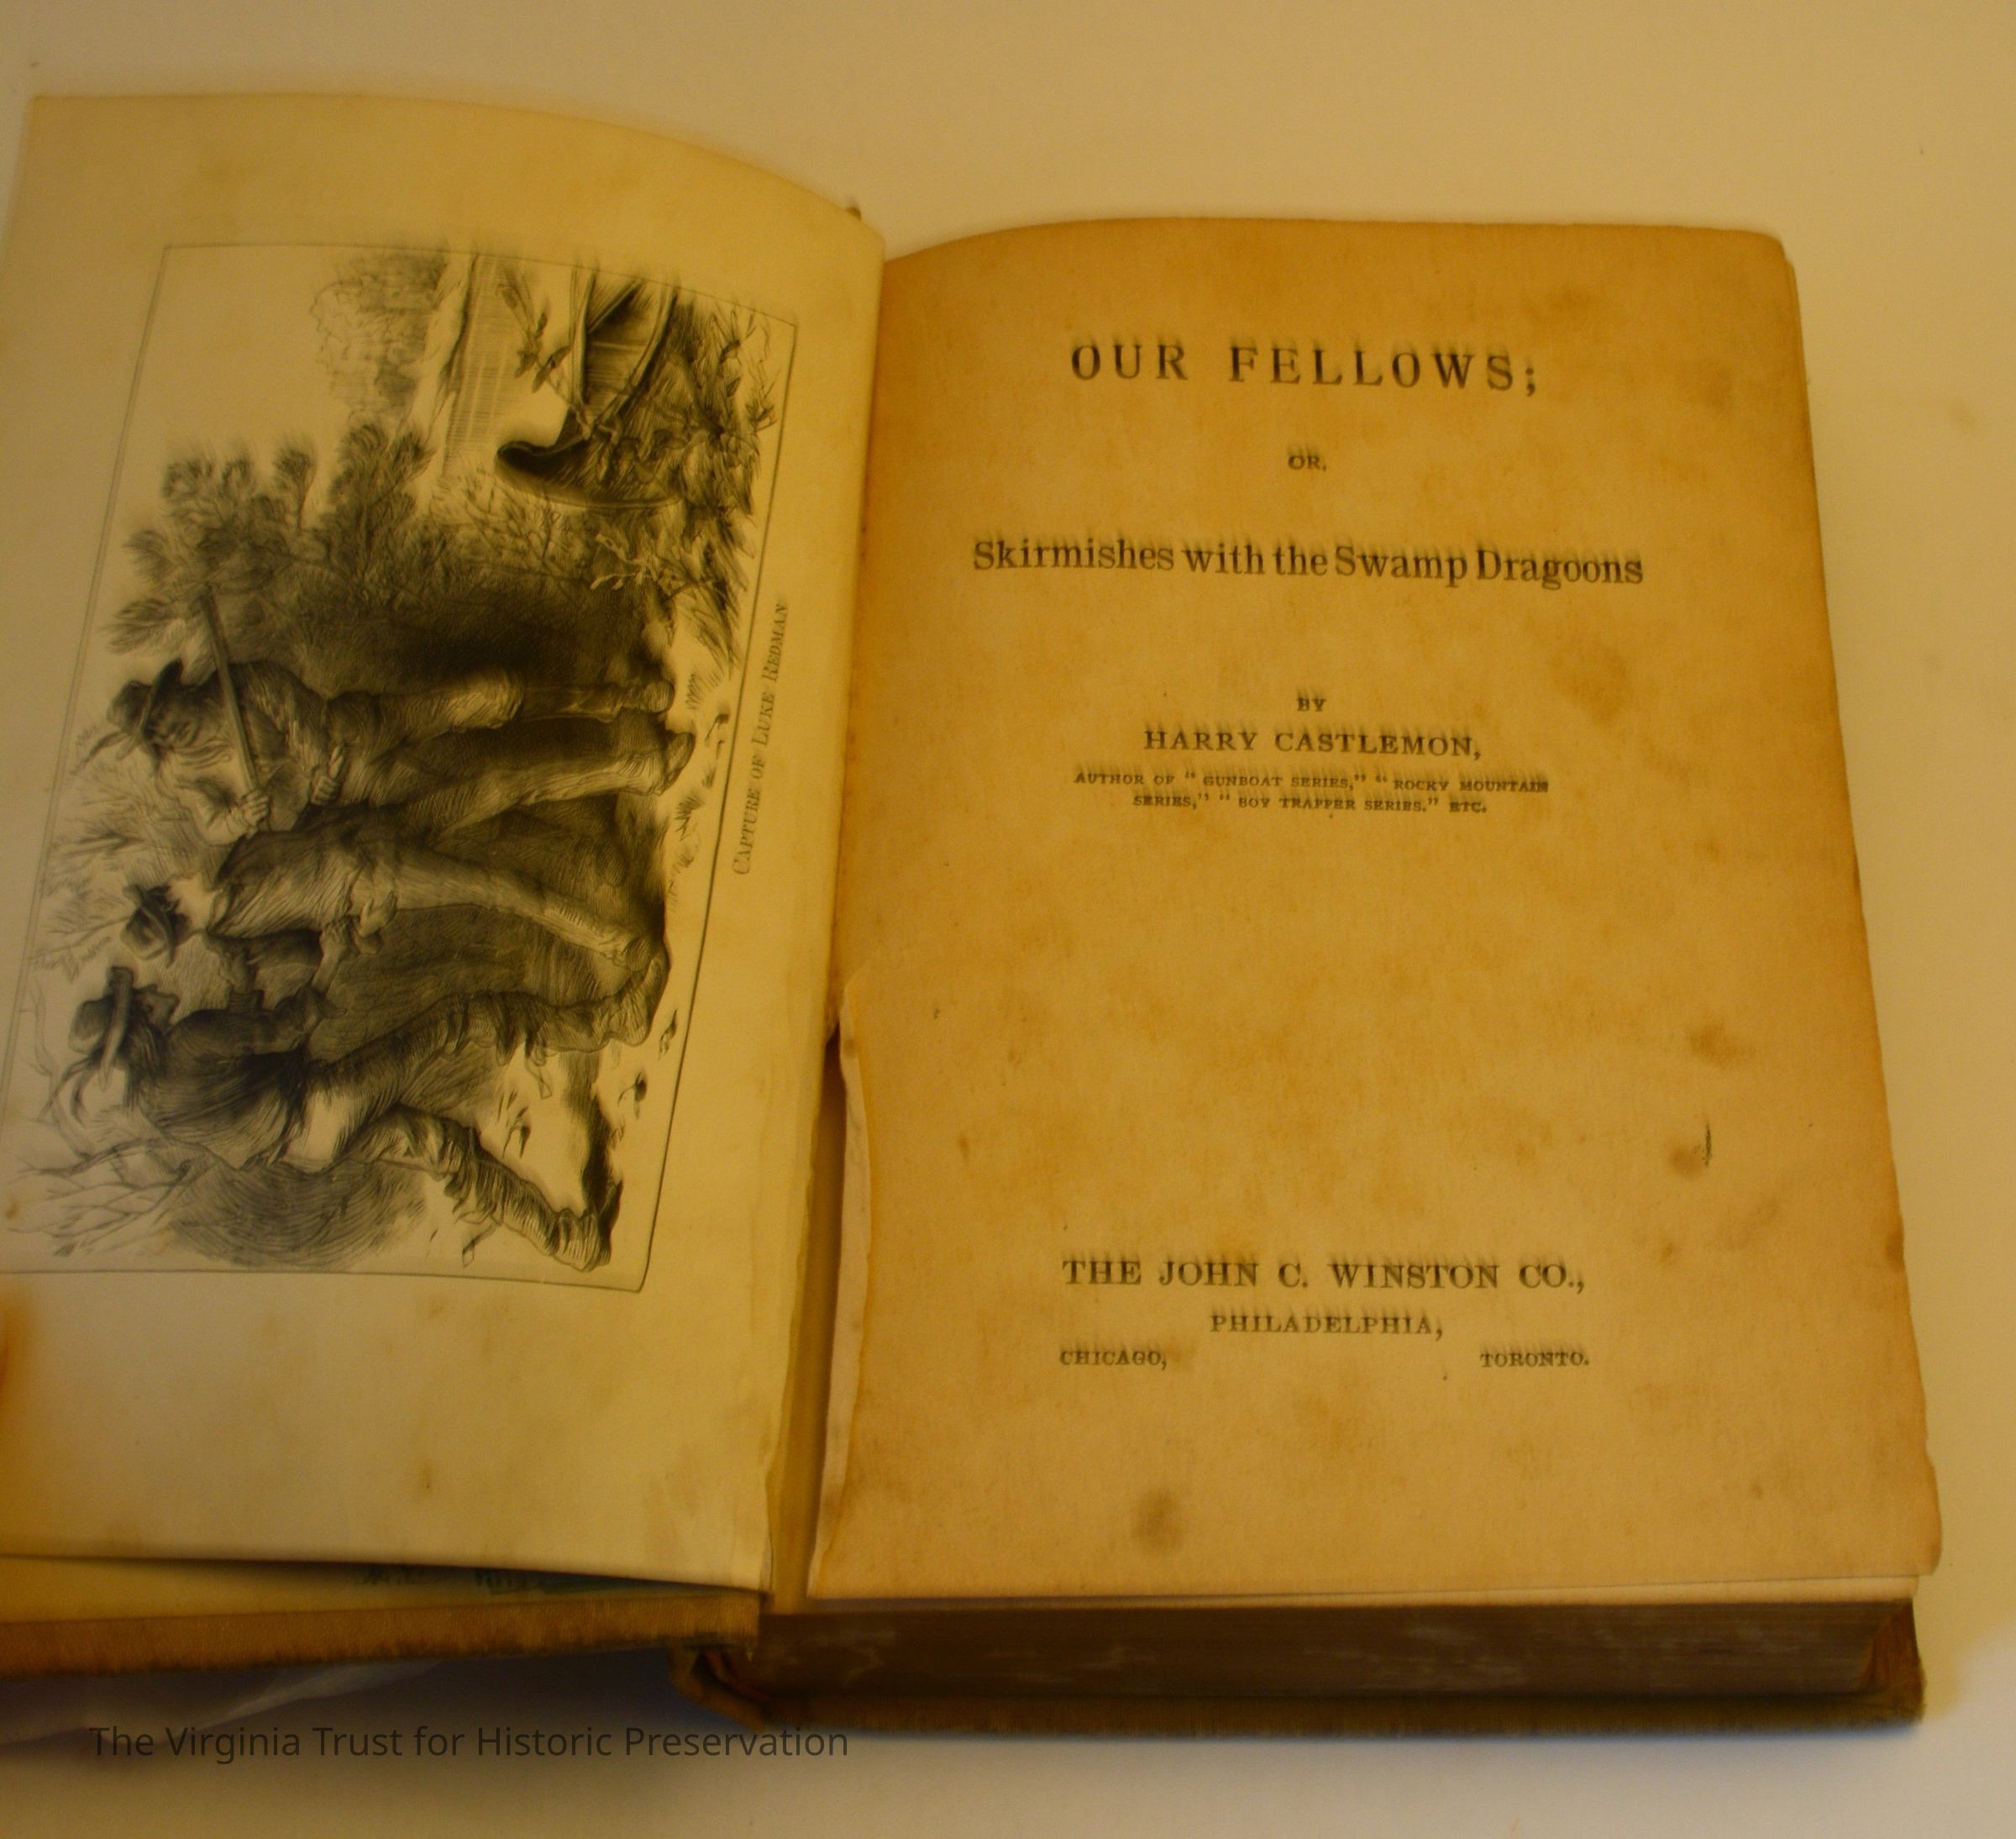 CAPTURE OF LUKE REDMAN
OUR FELLOWS;
OR,
Skirmishes with the Swamp Dragoons
BY
HARRY CASTLEMON,
AUTHOR OF "GUNBOAT SERIES," "ROCKY MOUNTAIN
SERIES," "BOY TRAPPER SERIES." ETC.
THE JOHN C. WINSTON CO.,
PHILADELPHIA,
CHICAGO, TORONTO.
The Virginia Trust for Historic Preservation